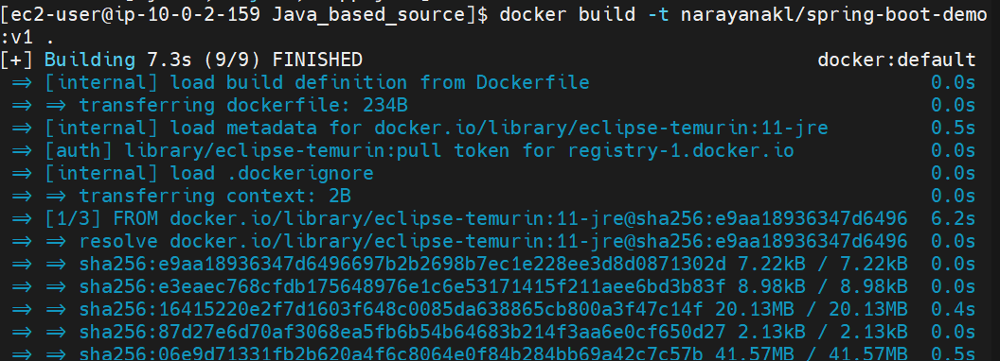 [ec2-user@ip-10-0-2-159 Java_based_source]$ docker build -t narayanakl/spring-boot-demo
:v1 .
[+] Building 7.3s (9/9) FINISHED docker:default
=> [internal] load build definition from Dockerfile 0.0s
=> => transferring dockerfile: 234B 0.0s
=> [internal] load metadata for docker.io/library/eclipse-temurin:11-jre 0.5s
=> [auth] library/eclipse-temurin:pull token for registry-1.docker.io 0.0s
=> [internal] load .dockerignore 0.0s
=> => transferring context: 2B 0.0s
=> [1/3] FROM docker.io/library/eclipse-temurin:11-jre@sha256:e9aa18936347d6496 6.2s
=> => resolve docker.io/library/eclipse-temurin:11-jre@sha256:e9aa18936347d6496 0.0s
=> => sha256:e9aa18936347d6496697b2b2698b7ec1e228ee3d8d0871302d 7.22kB / 7.22kB 0.0s
=> => sha256:e3eaec768cfdb175648976e1c6e53171415f211aee6bd3b83f 8.98kB / 8.98kB 0.0s
=> => sha256:16415220e2f7d1603f648c0085da638865cb800a3f47c14f 20.13MB / 20.13MB 0.4s
=> => sha256:87d27e6d70af3068ea5fb6b54b64683b214f3aa6e0cf650d27 2.13kB / 2.13kB 0.0s
=> => sha256:06e9d71331fb2b620a4f6c8064e0f84b284bb69a42c7c57b 41.57MB / 41.57MB 0.5s